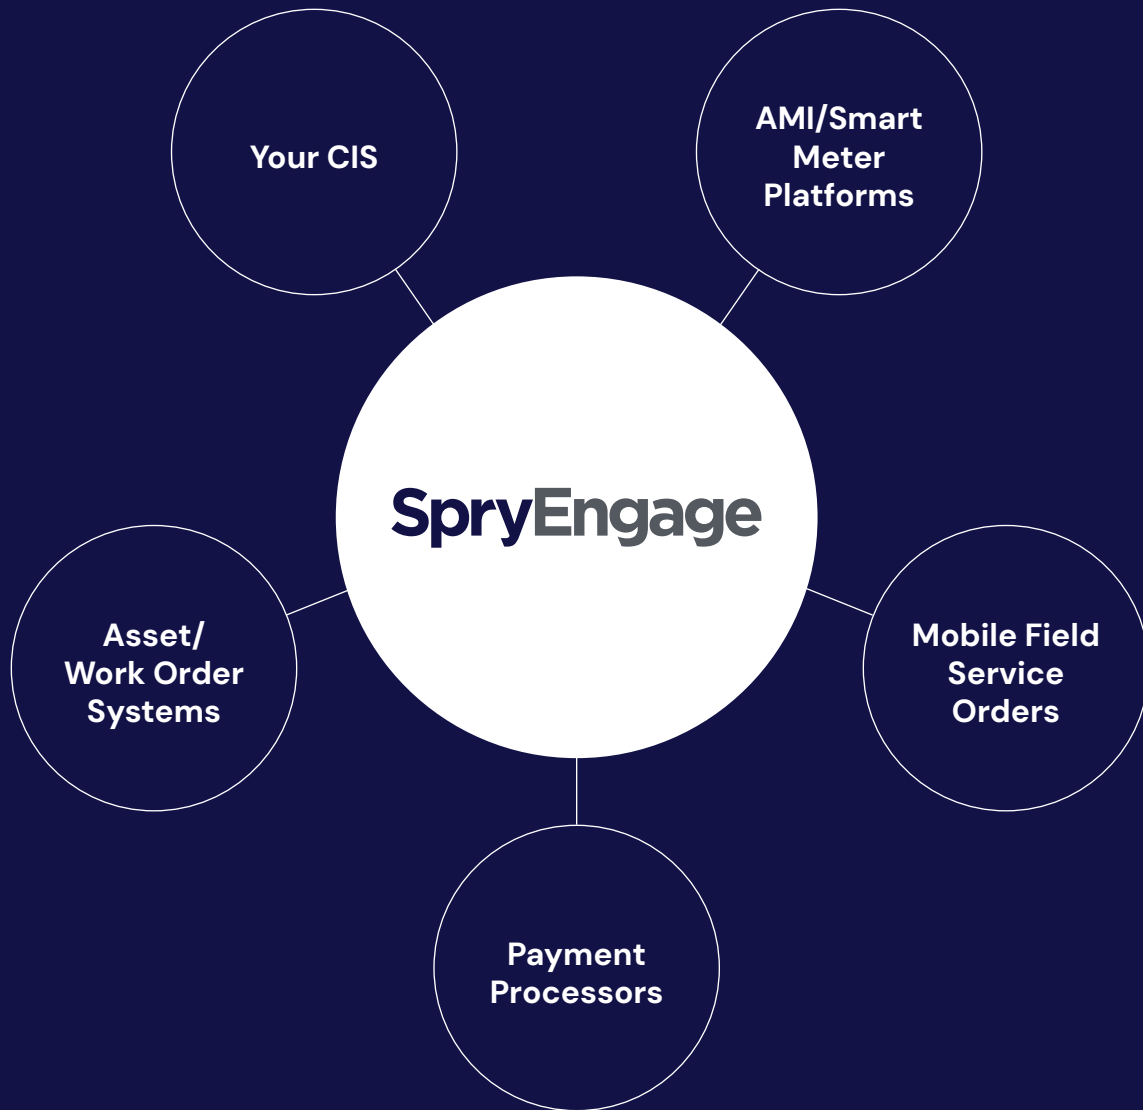 Your CIS
AMI/Smart
Meter
Platforms
SpryEngage
Asset/
Work Order
Systems
Mobile Field
Service
Orders
Payment
Processors